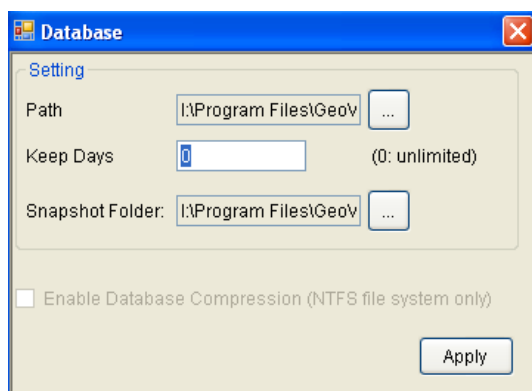 Database
Setting
Path I:\Program Files\GeoV ...
Keep Days 0 (0: unlimited)
Snapshot Folder: I:\Program Files\GeoV ...
Enable Database Compression (NTFS file system only)
Apply